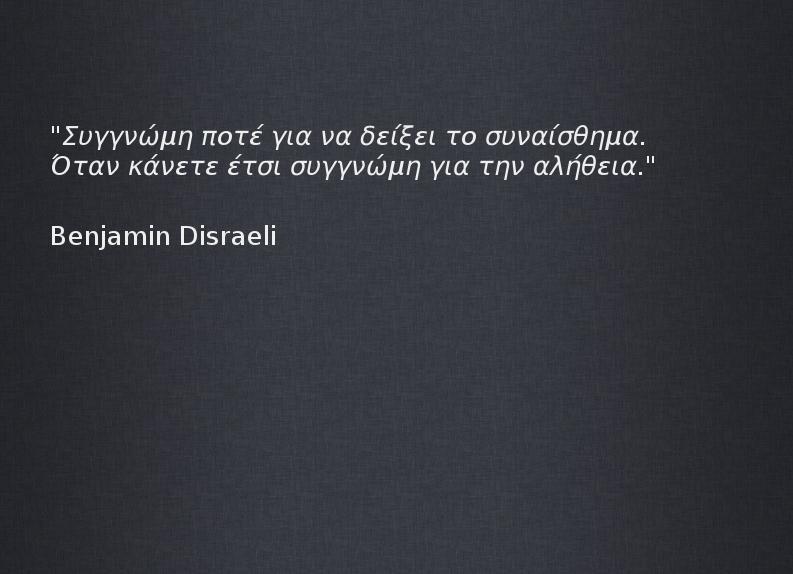 "Συγγνώμη ποτέ για να δείξει το συναίσθημα.
Όταν κάνετε έτσι συγγνώμη για την αλήθεια."
Benjamin Disraeli